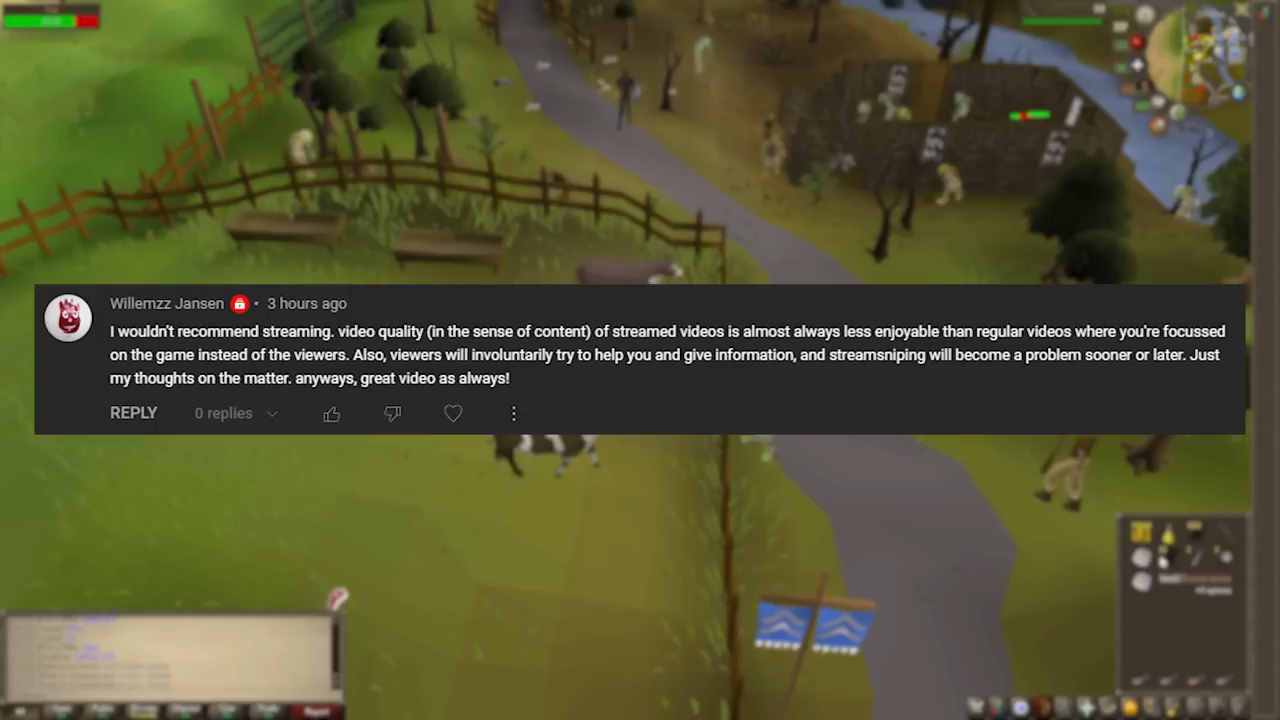 Willemzz Jansen • 3 hours ago
I wouldn't recommend streaming. video quality (in the sense of content) of streamed videos is almost always less enjoyable than regular videos where you're focussed
on the game instead of the viewers. Also, viewers will involuntarily try to help you and give information, and streamsniping will become a problem sooner or later. Just
my thoughts on the matter. anyways, great video as always!
REPLY 0 replies